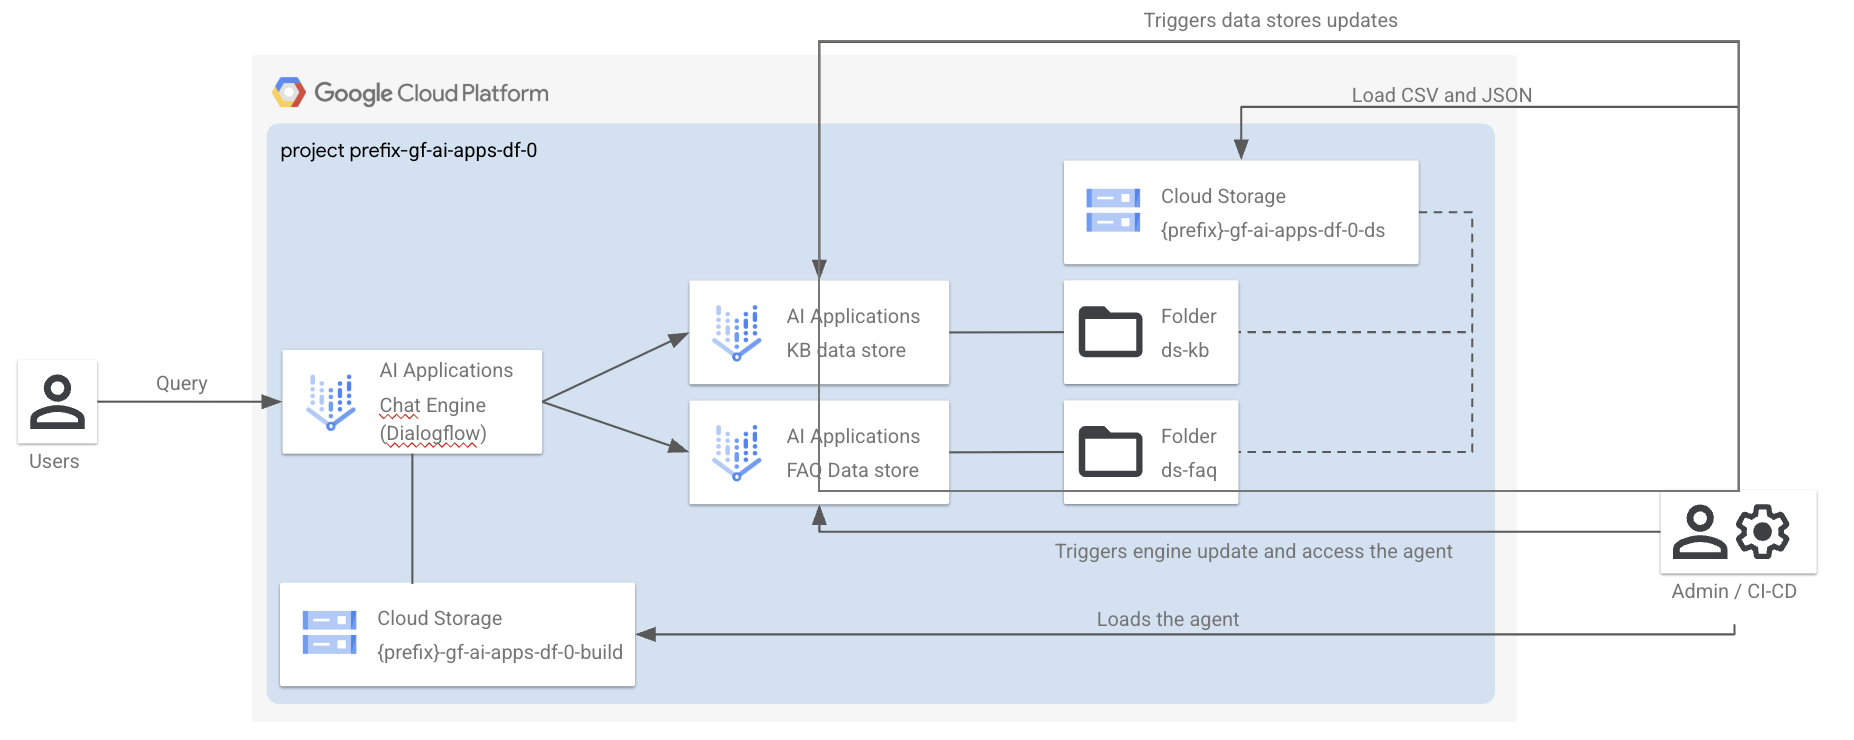 Triggers data stores updates
Google Cloud Platform
Load CSV and JSON
project prefix-gf-ai-apps-df-0
Cloud Storage
{prefix}-gf-ai-apps-df-0-ds
AI Applications
KB data store
Folder
ds-kb
Query
AI Applications
Chat Engine
(Dialogflow)
Users
AI Applications
FAQ Data store
Folder
ds-faq
Triggers engine update and access the agent
Admin / CI-CD
Cloud Storage
{prefix}-gf-ai-apps-df-0-build
Loads the agent